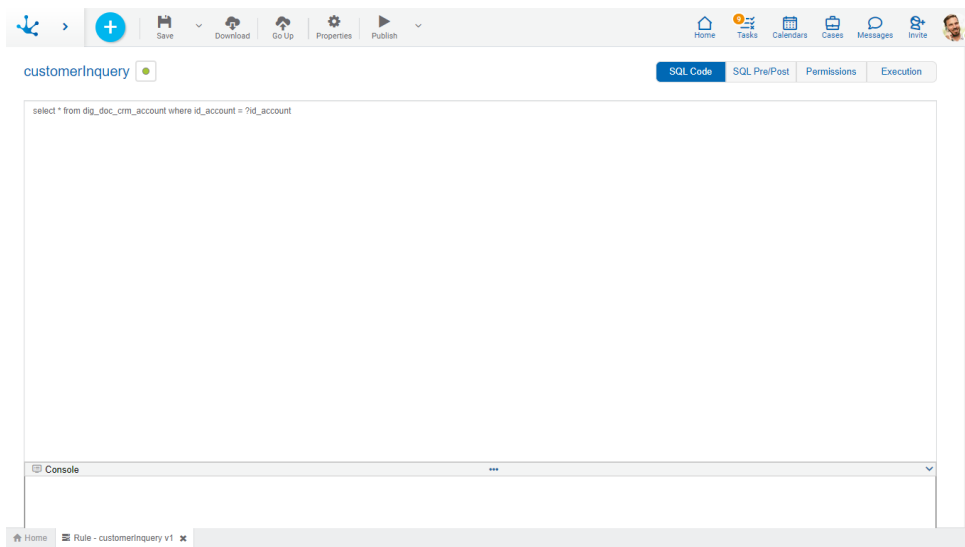 Save
Download
Go Up
Properties
Publish
Home
9
Tasks
Calendars
Cases
Messages
Invite
customerInquery
SQL Code
SQL Pre/Post
Permissions
Execution
select * from dig_doc_crm_account where id_account = ?id_account
Console
Home
Rule - customerInquery v1